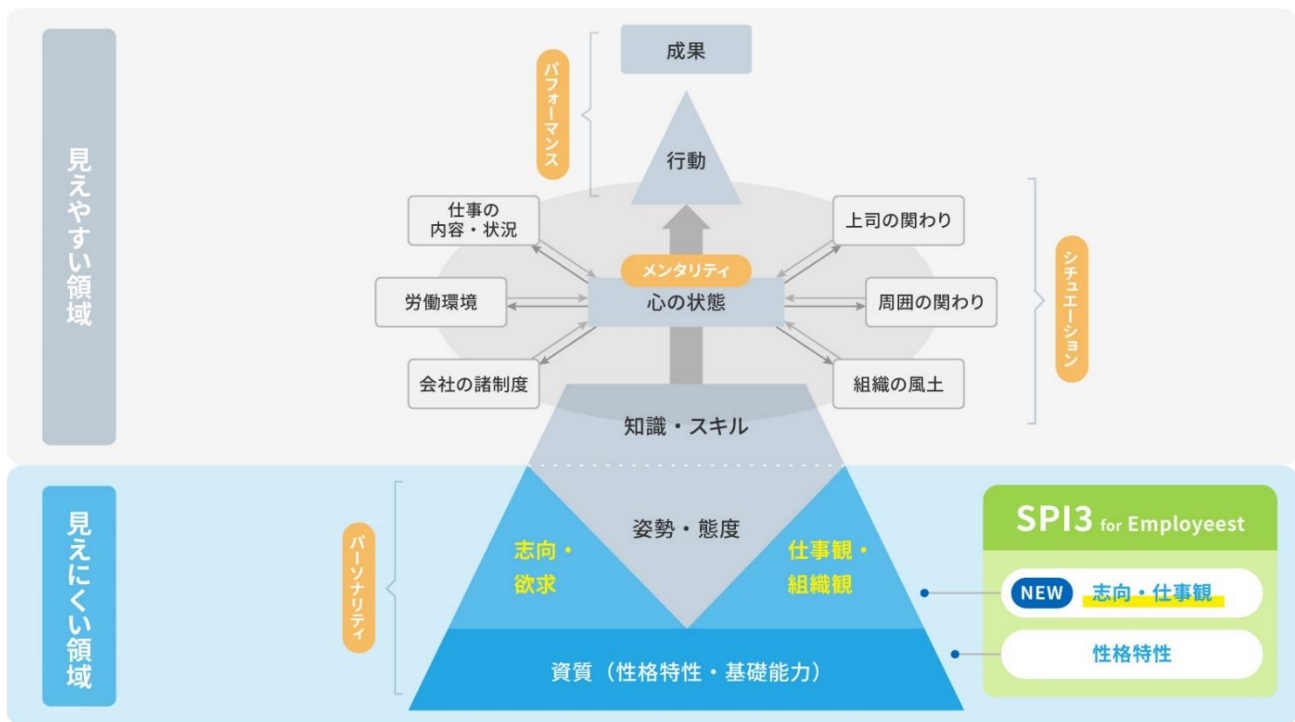 見えやすい領域
成果
パフォーマンス
行動
仕事の
内容・状況
上司の関わり
メンタリティ
心の状態
労働環境
周囲の関わり
シチュエーション
会社の諸制度
組織の風土
知識・スキル
見えにくい領域
パーソナリティ
姿勢・態度
志向・
欲求
仕事観・
組織観
資質（性格特性・基礎能力）
SPI3 for Employeest
NEW 志向・仕事観
性格特性